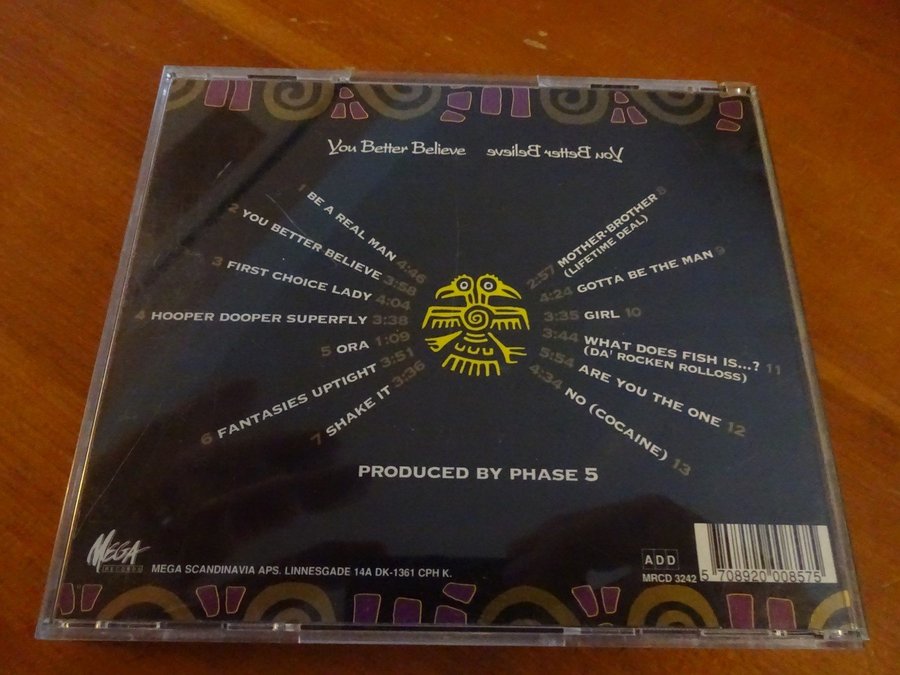 You Better Believe You Better Believe
1 BE A REAL MAN 4:46
2 YOU BETTER BELIEVE 3:58
3 FIRST CHOICE LADY 4:04
4 HOOPER DOOPER SUPERFLY 3:38
5 ORA 1:09
6 FANTASIES UPTIGHT 3:51
7 SHAKE IT 3:36
2:57 MOTHER-BROTHER 8
(LIFETIME DEAL)
4:24 GOTTA BE THE MAN 9
3:35 GIRL 10
3:44 WHAT DOES FISH IS...? 11
(DA' ROCKEN ROLLOSS)
5:54 ARE YOU THE ONE 12
4:34 NO (COCAINE) 13
PRODUCED BY PHASE 5
MEGA
RECORDS
MEGA SCANDINAVIA APS. LINNESGADE 14A DK-1361 CPH K.
ADD
MRCD 3242
5 708920 008575